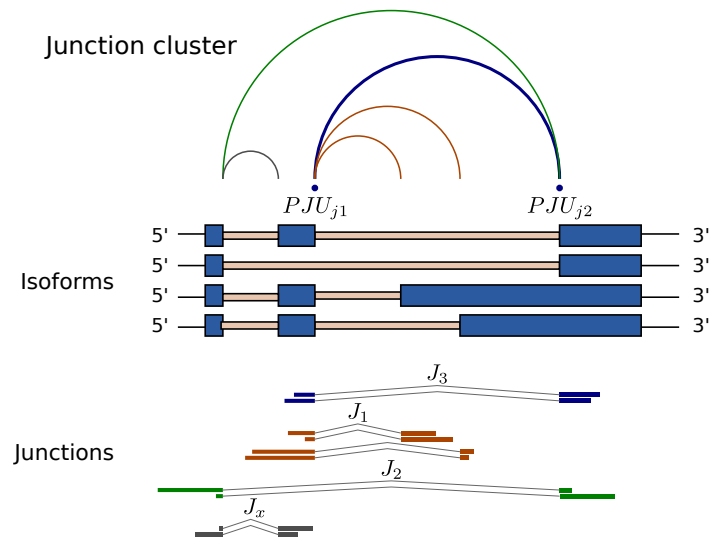 Junction cluster
PJU_{j1} PJU_{j2}
5' 3'
5' 3'
Isoforms
5' 3'
5' 3'
J_3
J_1
Junctions
J_2
J_x